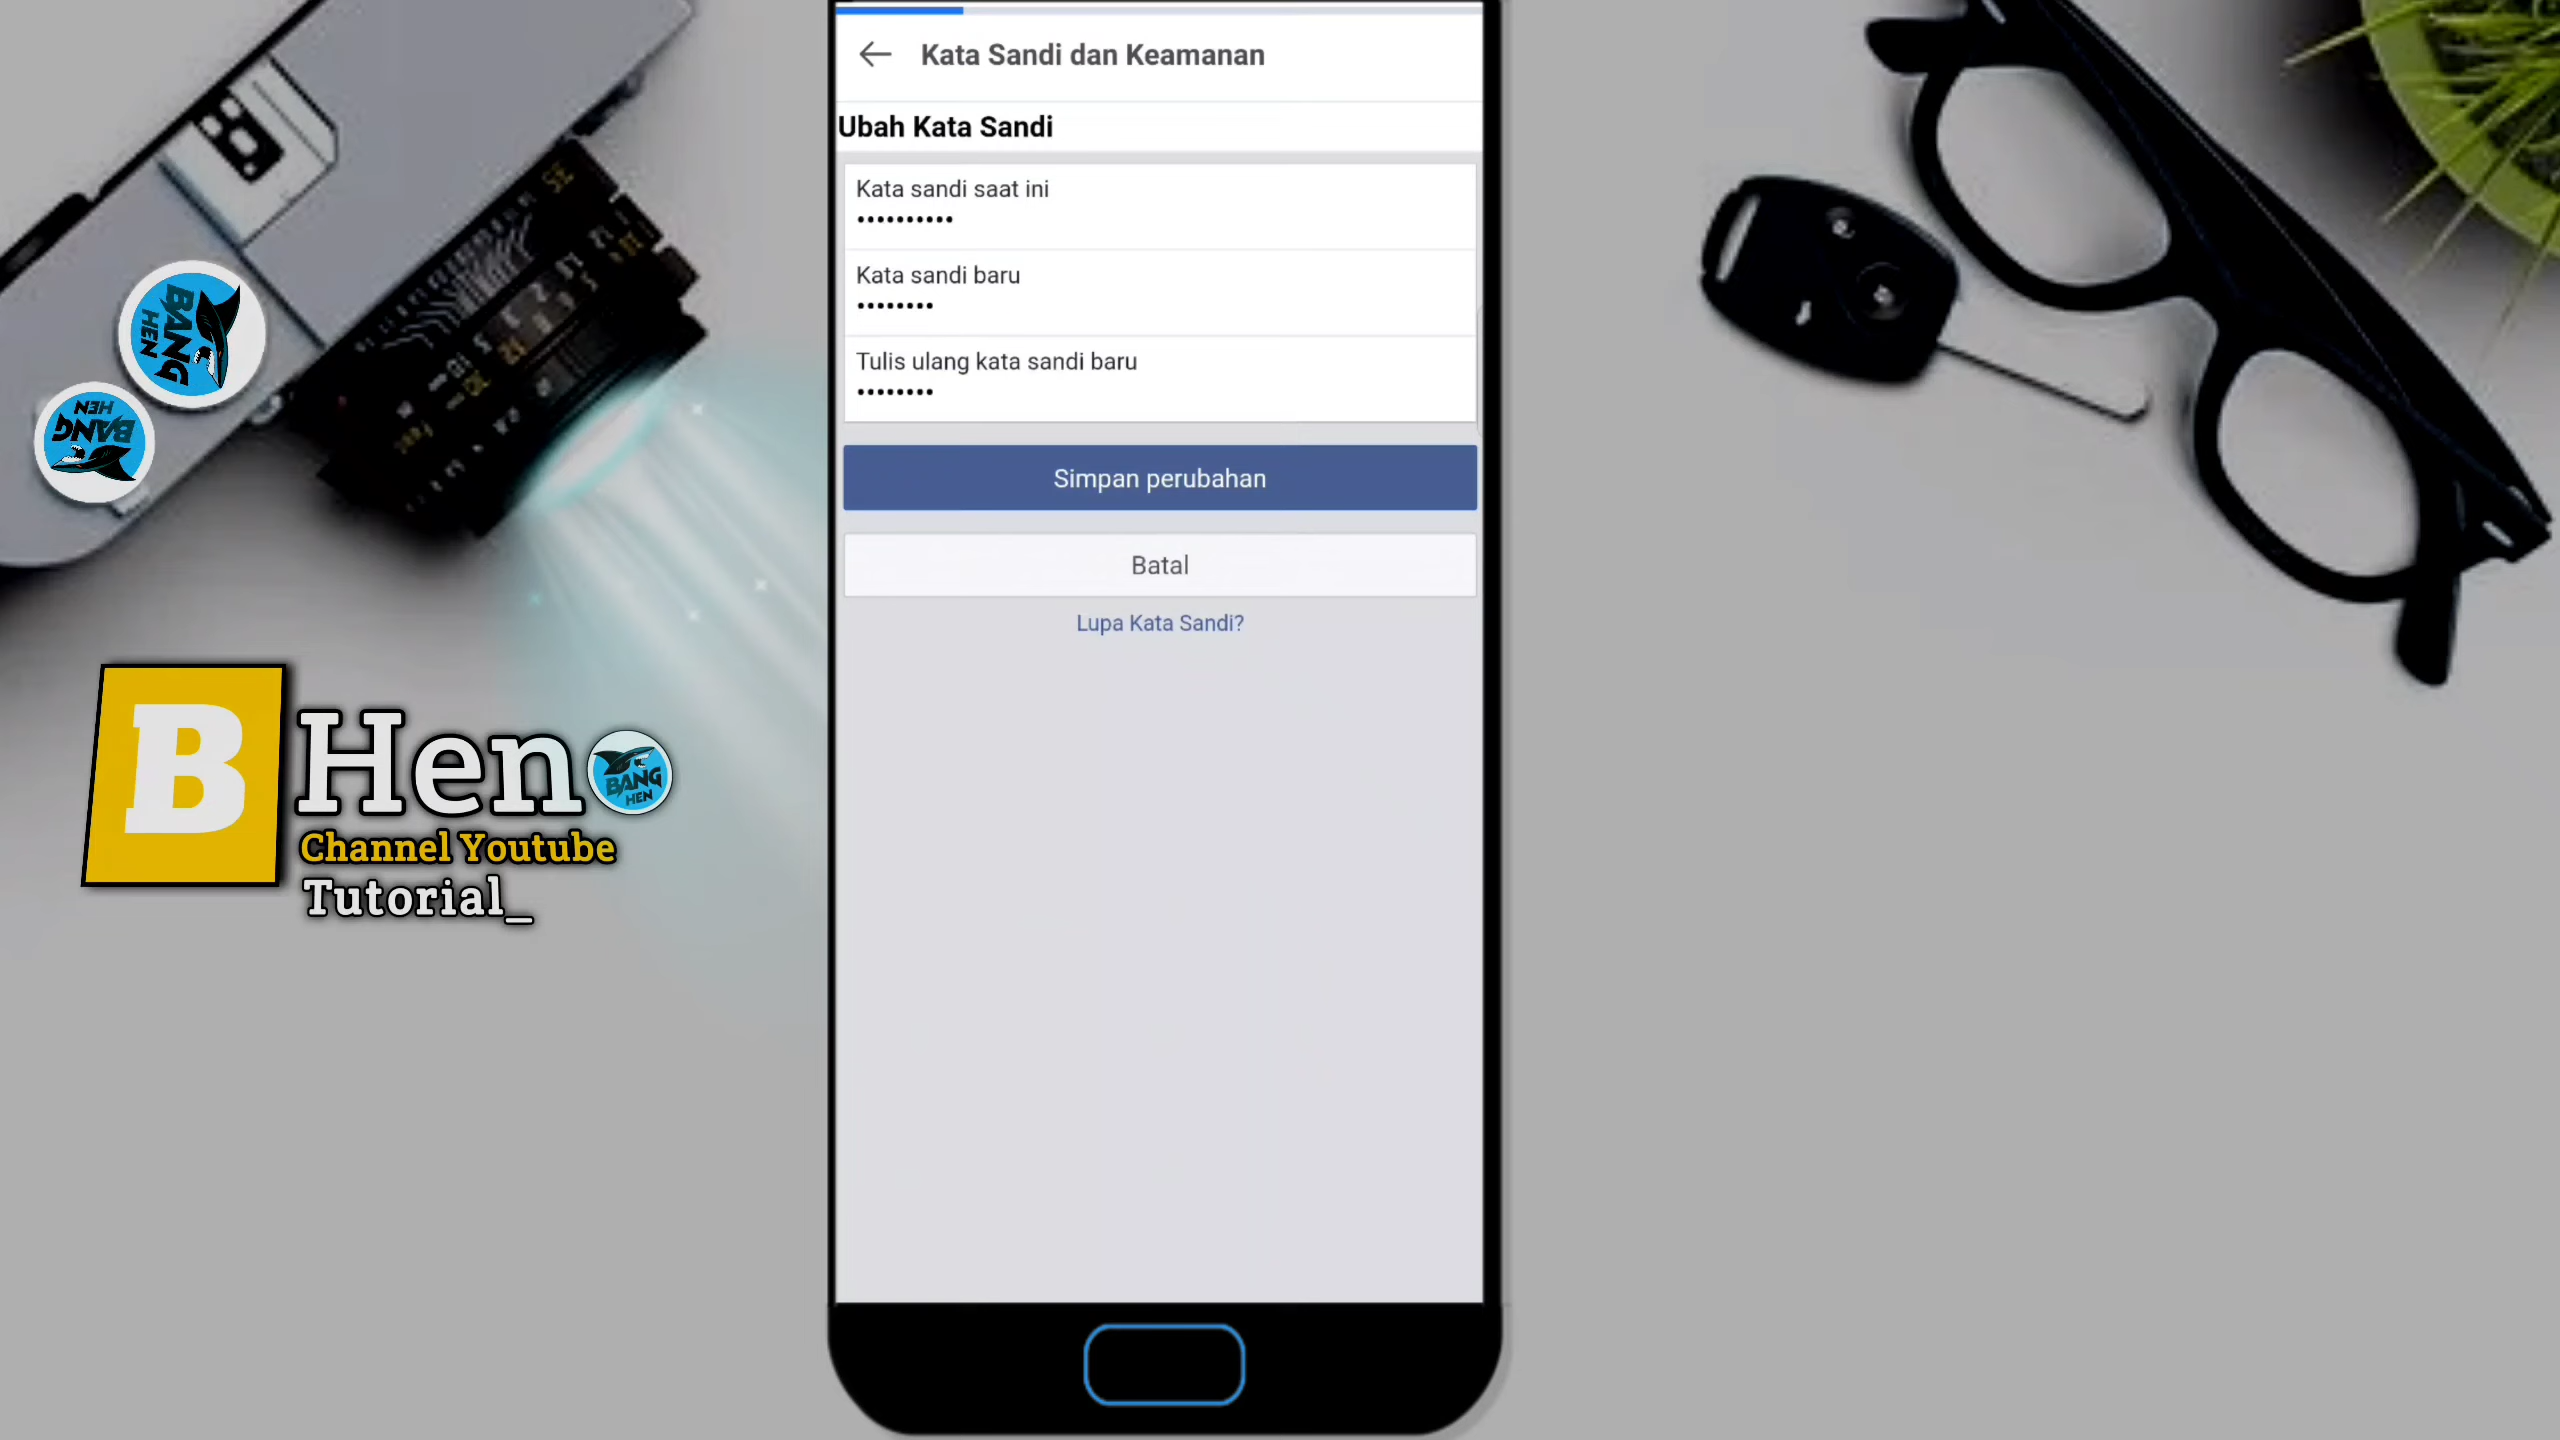 Kata Sandi dan Keamanan
Ubah Kata Sandi
Kata sandi saat ini
••••••••••
Kata sandi baru
••••••••
Tulis ulang kata sandi baru
••••••••
Simpan perubahan
Batal
Lupa Kata Sandi?
BANG
HEN
BANG
HEN
B Hen
BANG
HEN
Channel Youtube
Tutorial_